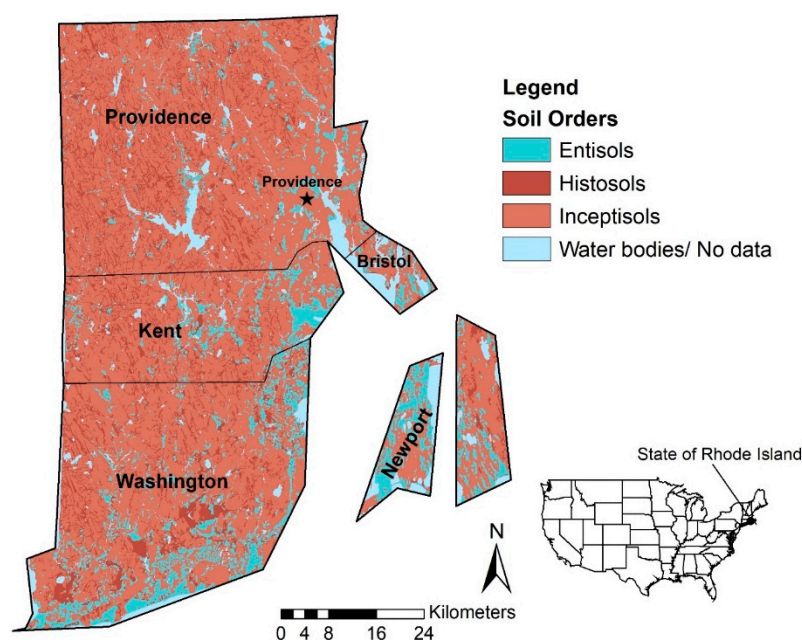 Providence
Providence
Bristol
Kent
Newport
Washington
Legend
Soil Orders
Entisols
Histosols
Inceptisols
Water bodies/ No data
State of Rhode Island
N
Kilometers
0 4 8 16 24